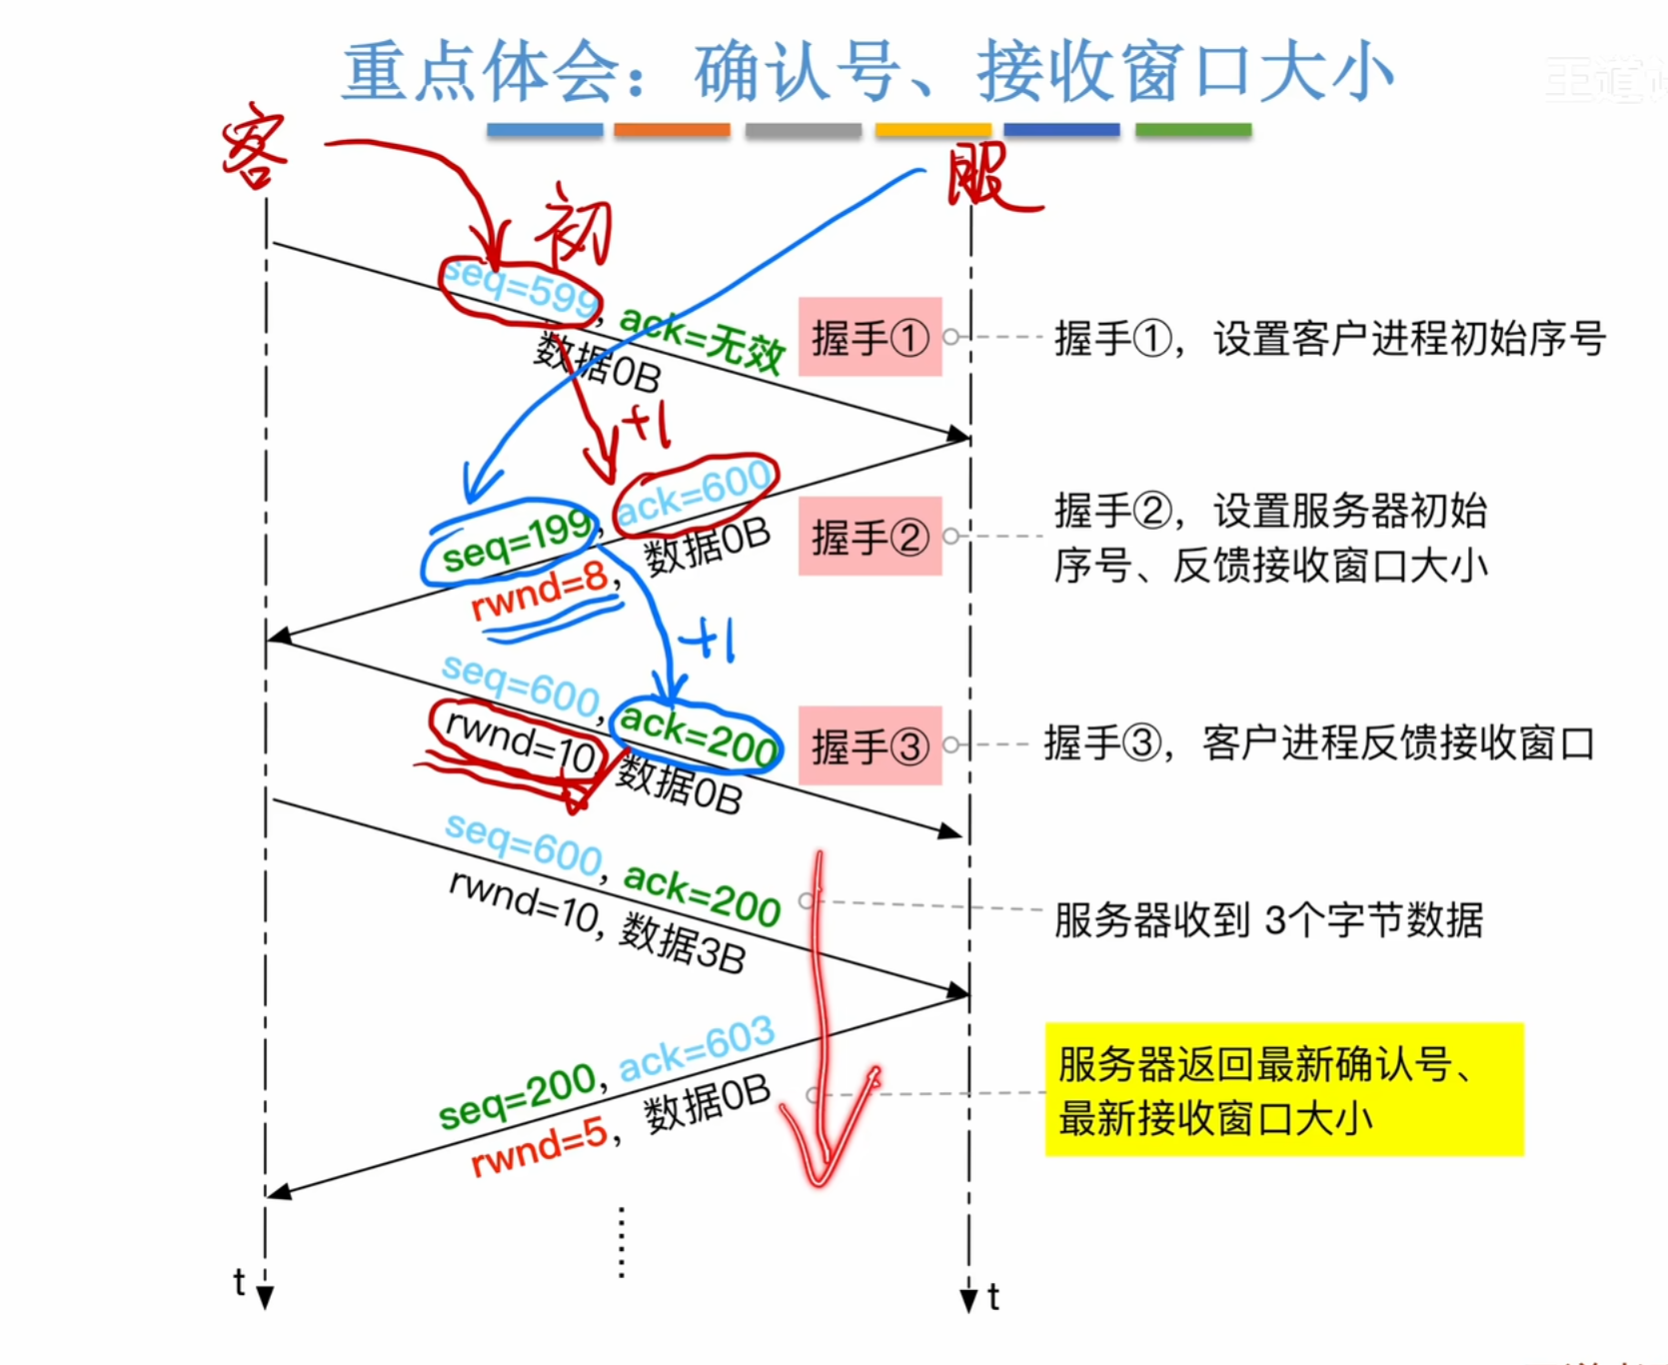 重点体会：确认号、接收窗口大小
王道
客
服
初
seq=599, ack=无效
数据0B
握手①
握手①，设置客户进程初始序号
+1
seq=199, ack=600
rwnd=8, 数据0B
握手②
握手②，设置服务器初始
序号、反馈接收窗口大小
+1
seq=600, ack=200
rwnd=10, 数据0B
握手③
握手③，客户进程反馈接收窗口
seq=600, ack=200
rwnd=10, 数据3B
服务器收到 3个字节数据
seq=200, ack=603
rwnd=5, 数据0B
服务器返回最新确认号、
最新接收窗口大小
......
t
t